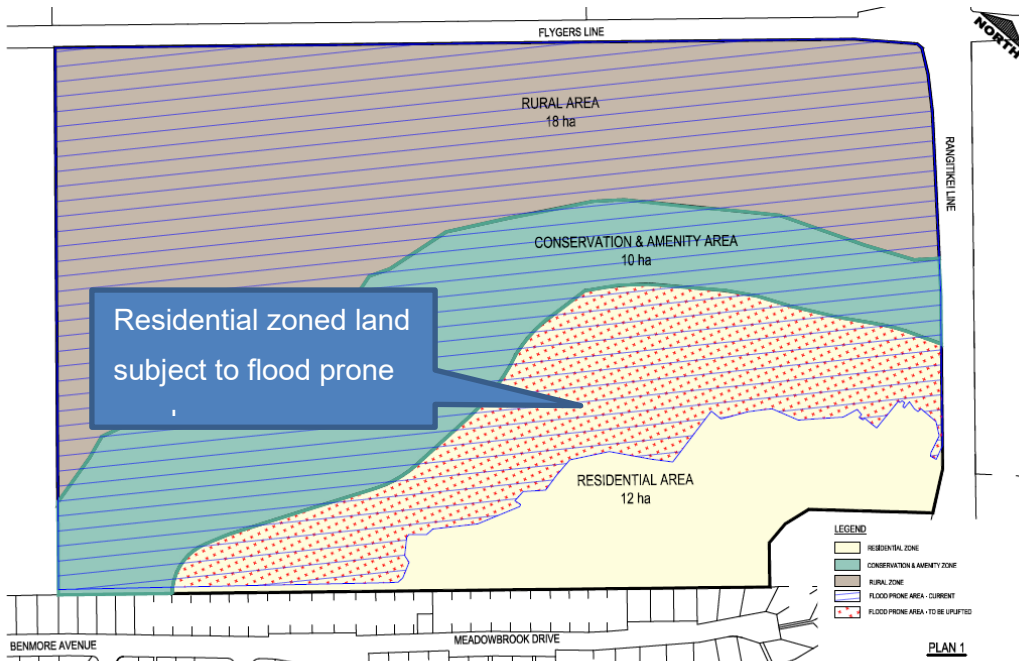 FLYGERS LINE
NORTH
RURAL AREA
18 ha
RANGITIKEI LINE
CONSERVATION & AMENITY AREA
10 ha
Residential zoned land
subject to flood prone
RESIDENTIAL AREA
12 ha
LEGEND
RESIDENTIAL ZONE
CONSERVATION & AMENITY ZONE
RURAL ZONE
FLOOD PRONE AREA - CURRENT
FLOOD PRONE AREA - TO BE UPLIFTED
BENMORE AVENUE
MEADOWBROOK DRIVE
PLAN 1